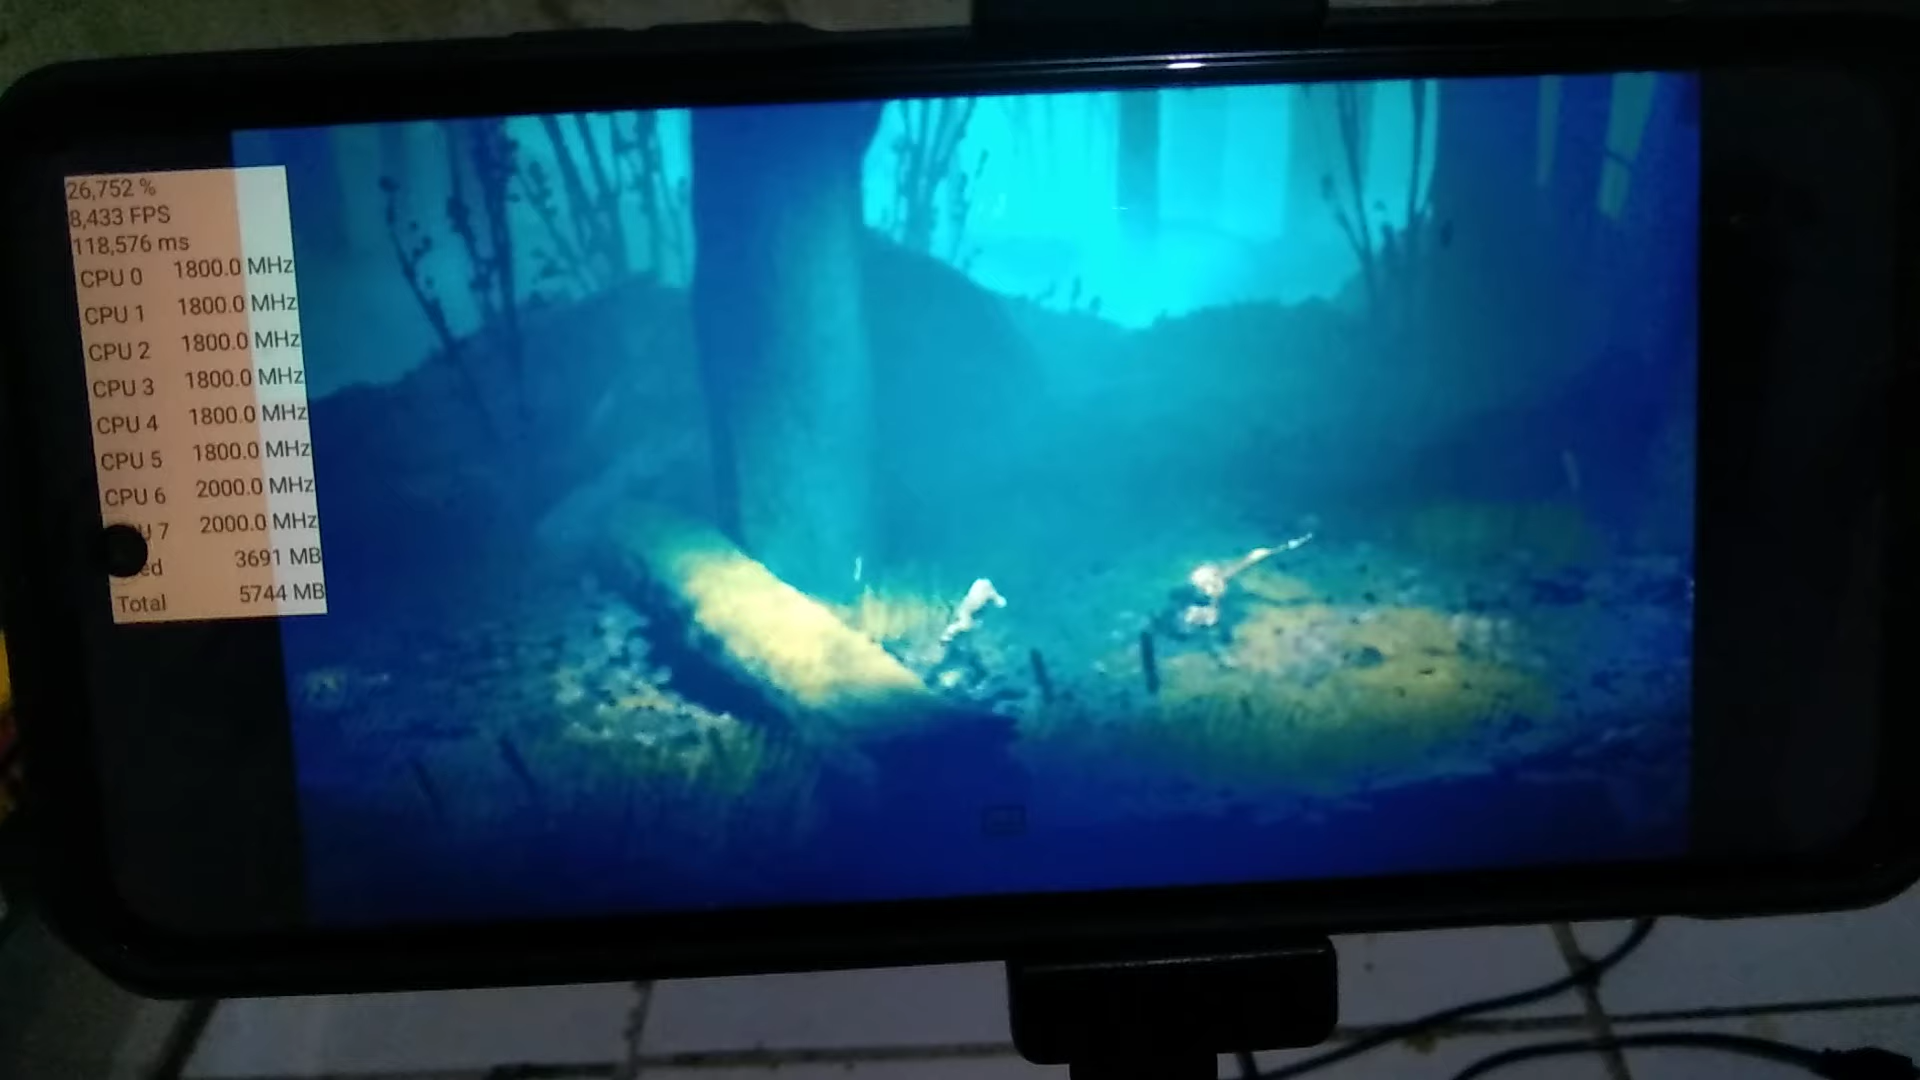 26,752 %
8,433 FPS
118,576 ms
CPU 0 1800.0 MHz
CPU 1 1800.0 MHz
CPU 2 1800.0 MHz
CPU 3 1800.0 MHz
CPU 4 1800.0 MHz
CPU 5 1800.0 MHz
CPU 6 2000.0 MHz
U 7 2000.0 MHz
ed 3691 MB
Total 5744 MB